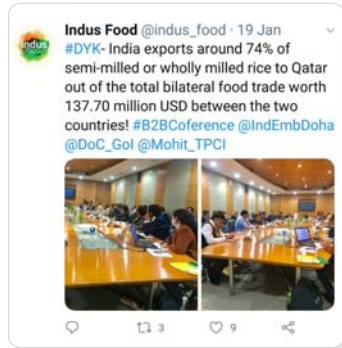 indus
Indus Food @indus_food · 19 Jan
#DYK- India exports around 74% of
semi-milled or wholly milled rice to Qatar
out of the total bilateral food trade worth
137.70 million USD between the two
countries! #B2BCoference @IndEmbDoha
@DoC_GoI @Mohit_TPCI
3
9